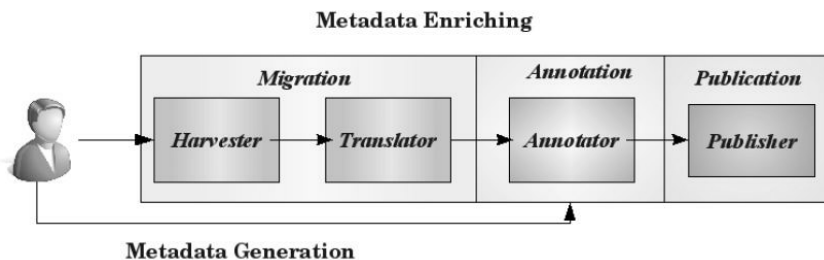 Metadata Enriching
Migration
Annotation
Publication
Harvester
Translator
Annotator
Publisher
Metadata Generation